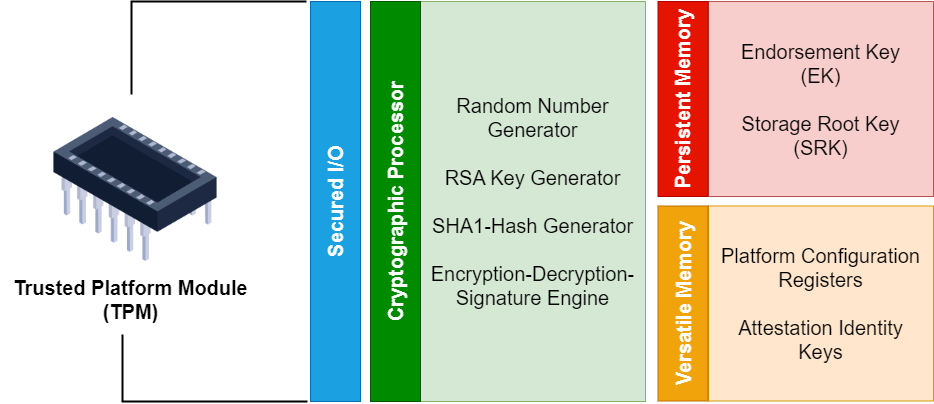 Trusted Platform Module
(TPM)
Secured I/O
Cryptographic Processor
Random Number
Generator
RSA Key Generator
SHA1-Hash Generator
Encryption-Decryption-
Signature Engine
Persistent Memory
Endorsement Key
(EK)
Storage Root Key
(SRK)
Versatile Memory
Platform Configuration
Registers
Attestation Identity
Keys